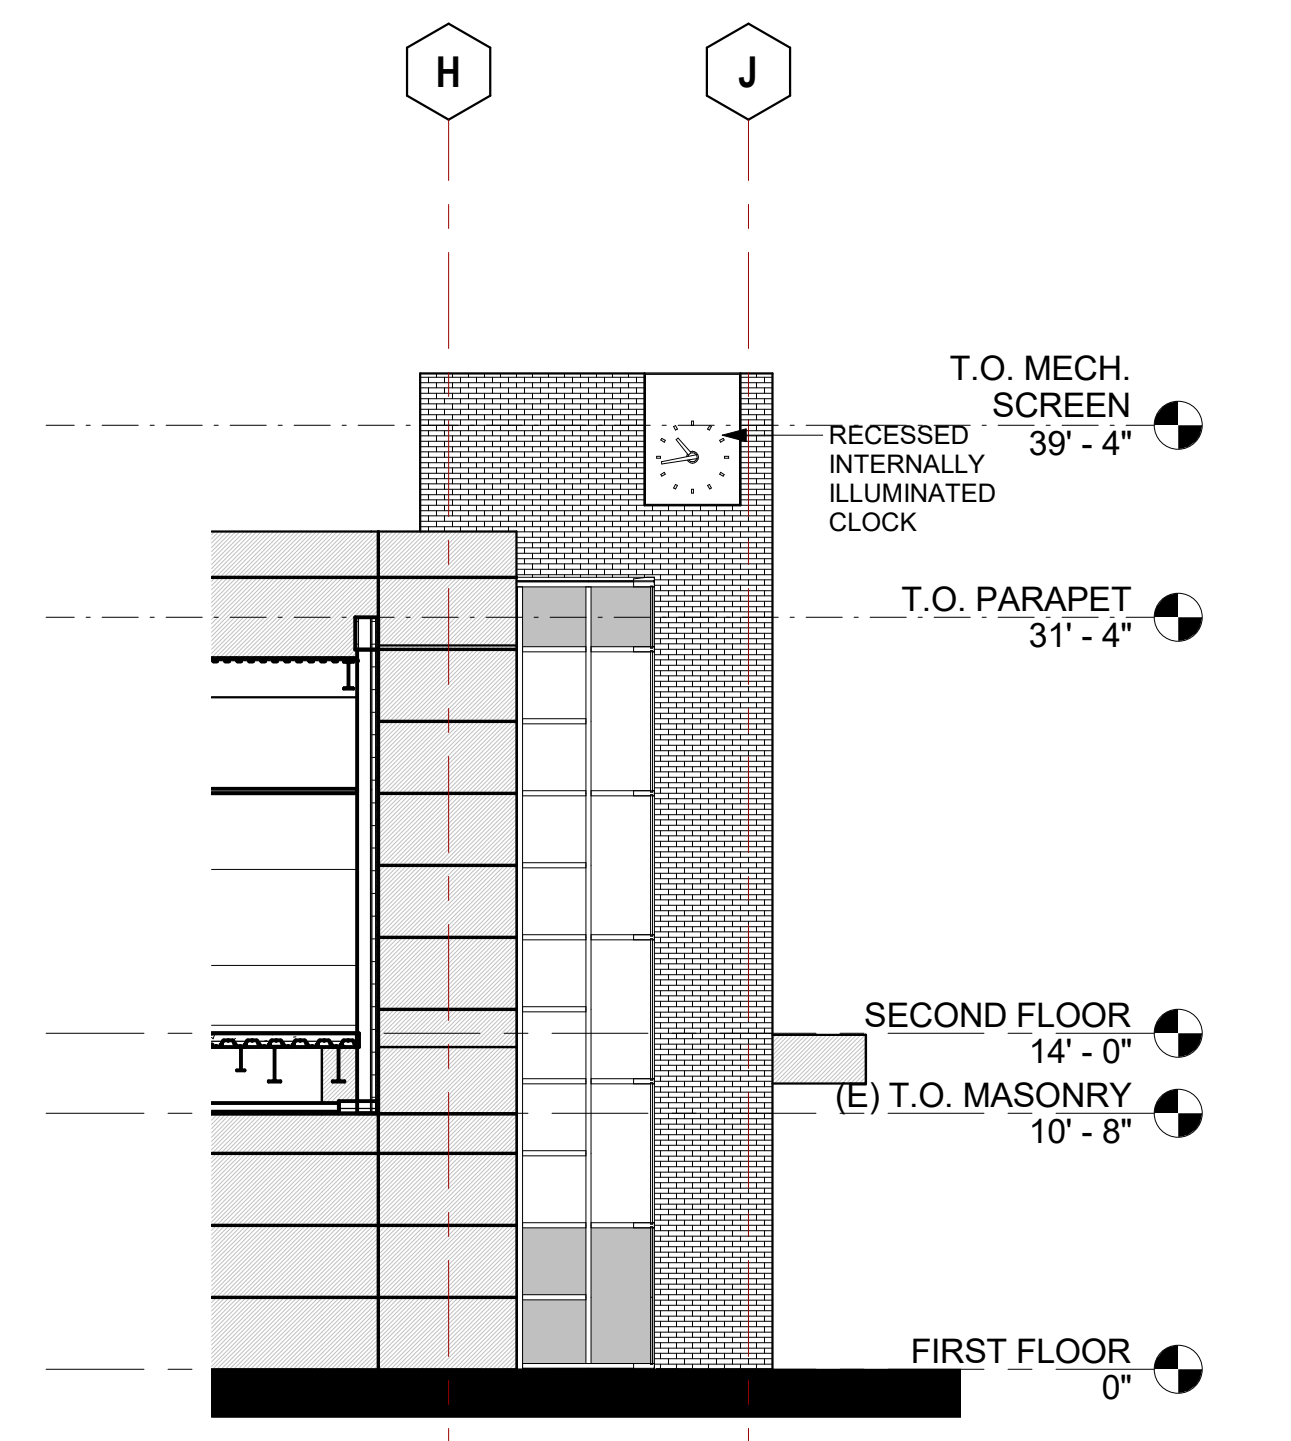 H
J
T.O. MECH.
SCREEN
39' - 4"
RECESSED
INTERNALLY
ILLUMINATED
CLOCK
T.O. PARAPET
31' - 4"
SECOND FLOOR
14' - 0"
(E) T.O. MASONRY
10' - 8"
FIRST FLOOR
0"